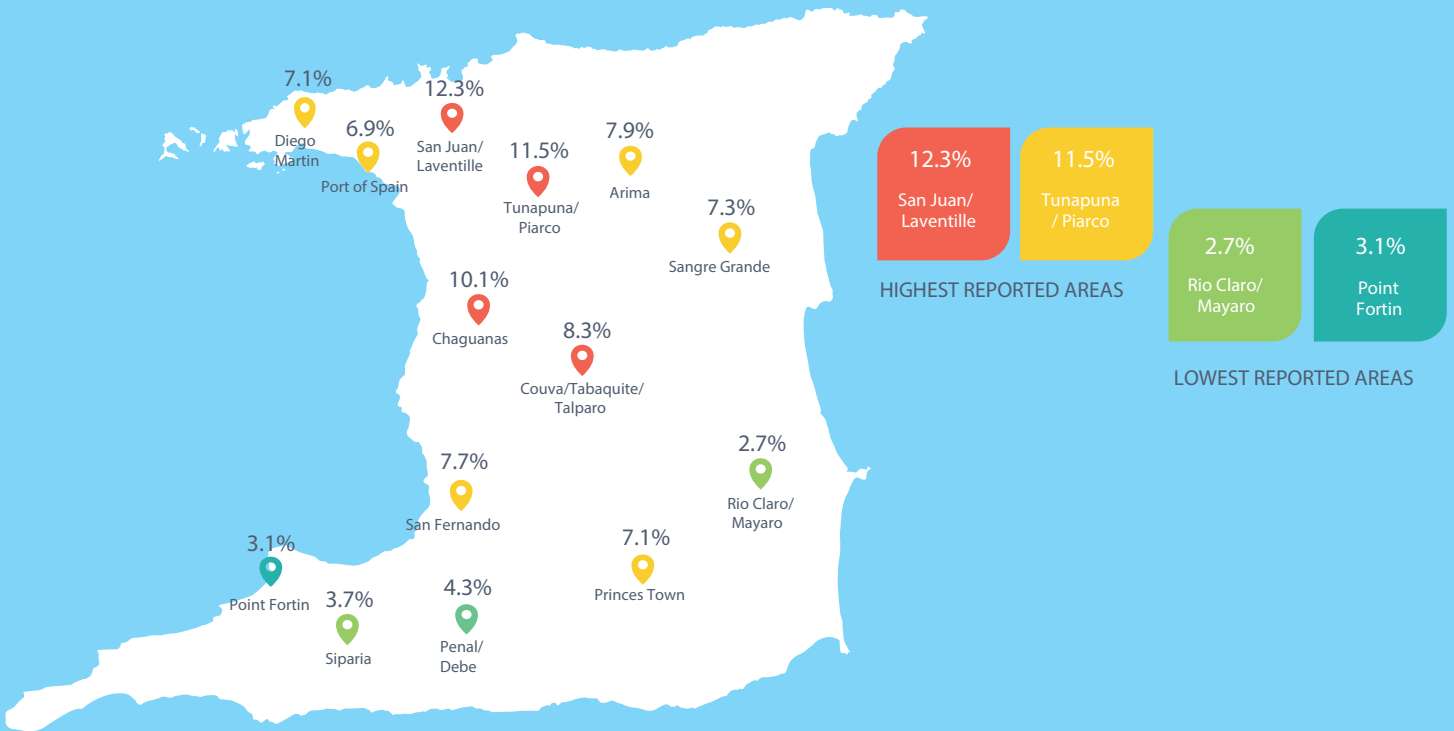 7.1%
Diego
Martin
6.9%
Port of Spain
12.3%
San Juan/
Laventille
11.5%
Tunapuna/
Piarco
7.9%
Arima
7.3%
Sangre Grande
10.1%
Chaguanas
8.3%
Couva/Tabaquite/
Talparo
7.7%
San Fernando
2.7%
Rio Claro/
Mayaro
7.1%
Princes Town
3.1%
Point Fortin
3.7%
Siparia
4.3%
Penal/
Debe
12.3%
San Juan/
Laventille
11.5%
Tunapuna
/ Piarco
HIGHEST REPORTED AREAS
2.7%
Rio Claro/
Mayaro
3.1%
Point
Fortin
LOWEST REPORTED AREAS